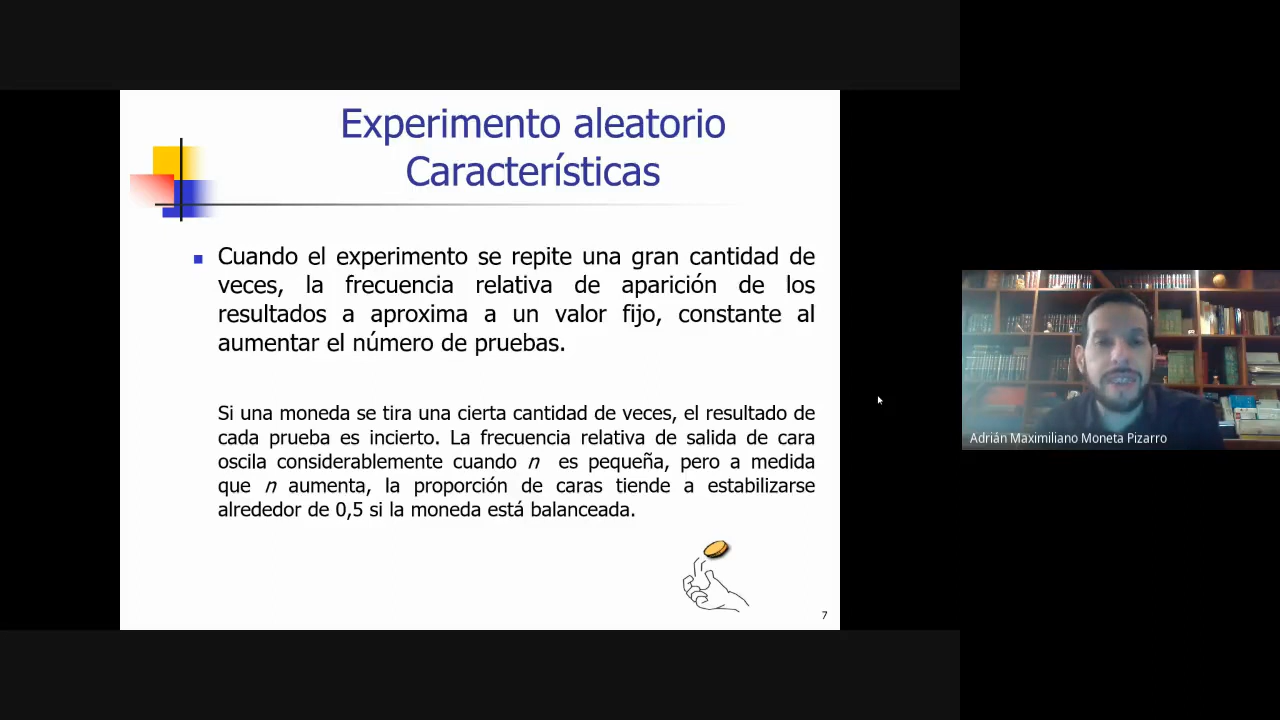 Experimento aleatorio
Características
Cuando el experimento se repite una gran cantidad de
veces, la frecuencia relativa de aparición de los
resultados a aproxima a un valor fijo, constante al
aumentar el número de pruebas.
Si una moneda se tira una cierta cantidad de veces, el resultado de
cada prueba es incierto. La frecuencia relativa de salida de cara
oscila considerablemente cuando n es pequeña, pero a medida
que n aumenta, la proporción de caras tiende a estabilizarse
alrededor de 0,5 si la moneda está balanceada.
7
Adrián Maximiliano Moneta Pizarro